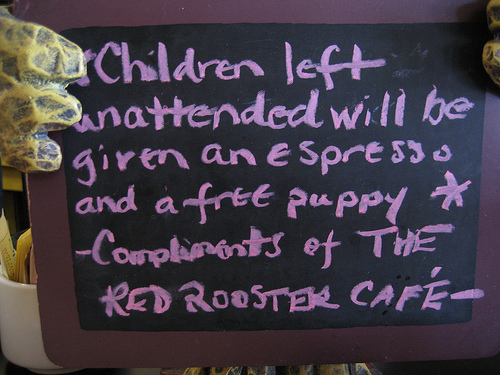 *Children left
unattended will be
given an espresso
and a free puppy *
-Compliments of THE
RED ROOSTER CAFÉ-